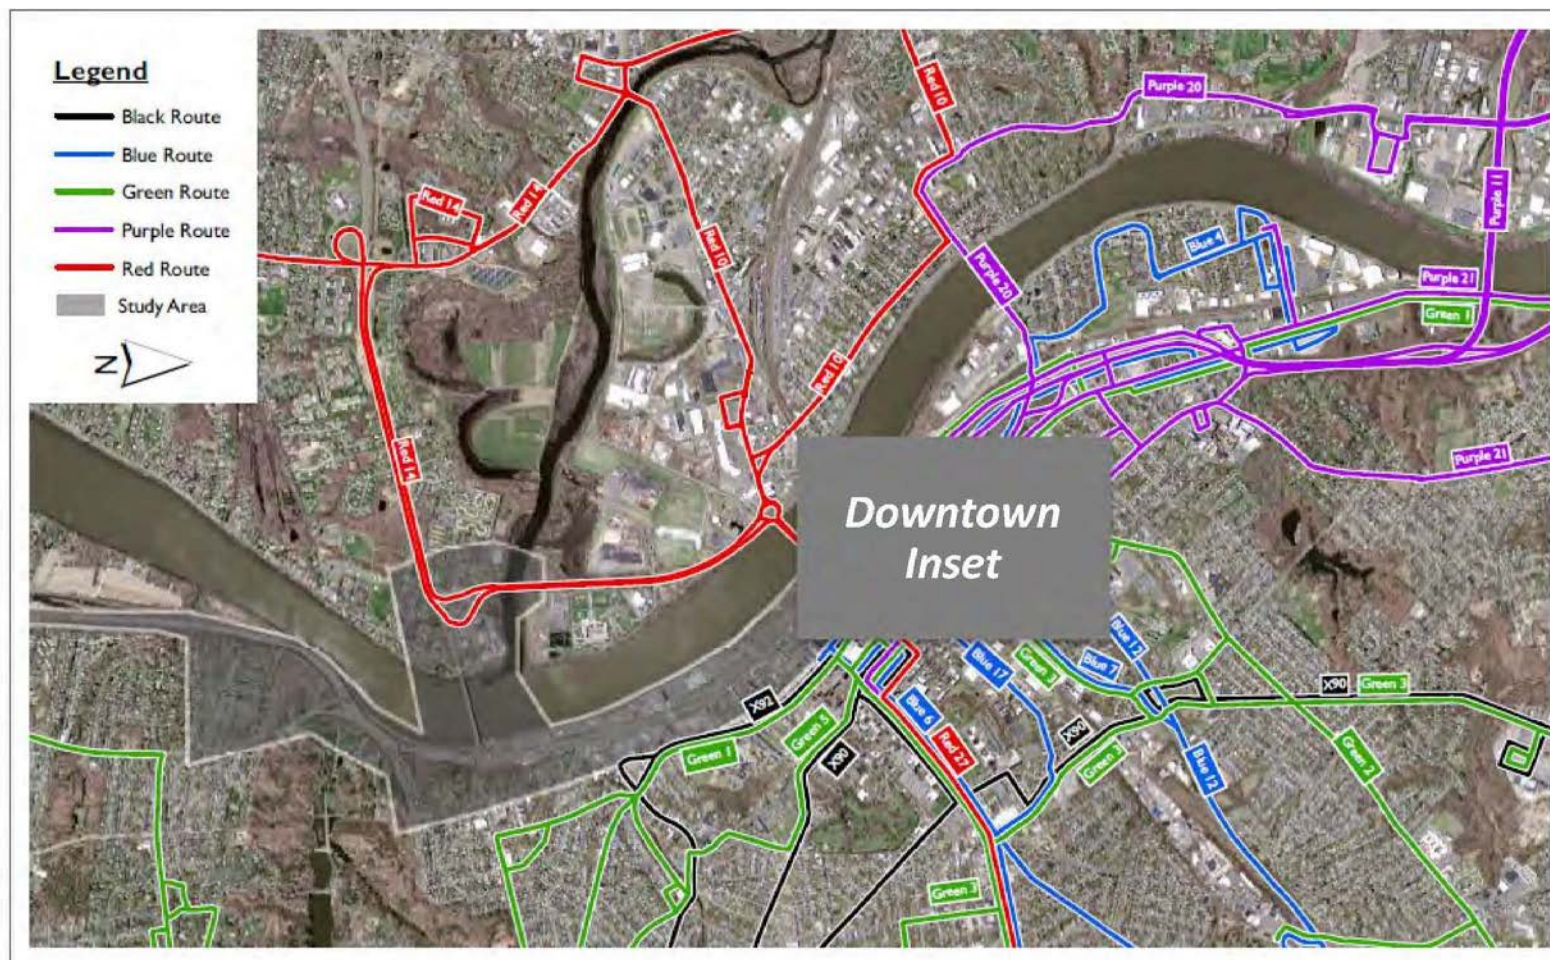 Legend
Black Route
Blue Route
Green Route
Purple Route
Red Route
Study Area
N
Red 10
Purple 20
Purple 11
Red 14
Red 10
Blue 4
Purple 20
Purple 21
Green 1
Red 10
Red 14
Purple 21
Downtown
Inset
Blue 12
Blue 17
Green 2
Blue 7
X90
Green 3
X92
Blue 6
Green 5
X90
Red 27
Green 1
X90
Green 3
Blue 12
Green 2
Green 3